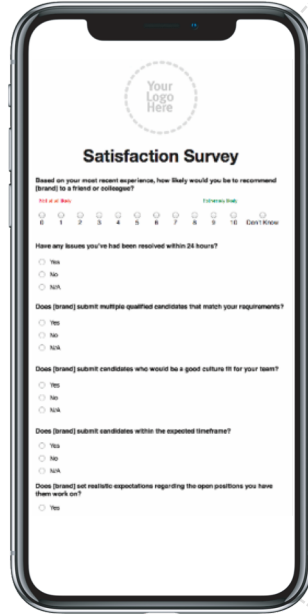 Your
Logo
Here
Satisfaction Survey
Based on your most recent experience, how likely would you be to recommend
[brand] to a friend or colleague?
Not at all likely Extremely likely
0 1 2 3 4 5 6 7 8 9 10 Don't Know
Have any issues you've had been resolved within 24 hours?
Yes
No
N/A
Does [brand] submit multiple qualified candidates that match your requirements?
Yes
No
N/A
Does [brand] submit candidates who would be a good culture fit for your team?
Yes
No
N/A
Does [brand] submit candidates within the expected timeframe?
Yes
No
N/A
Does [brand] set realistic expectations regarding the open positions you have
them work on?
Yes